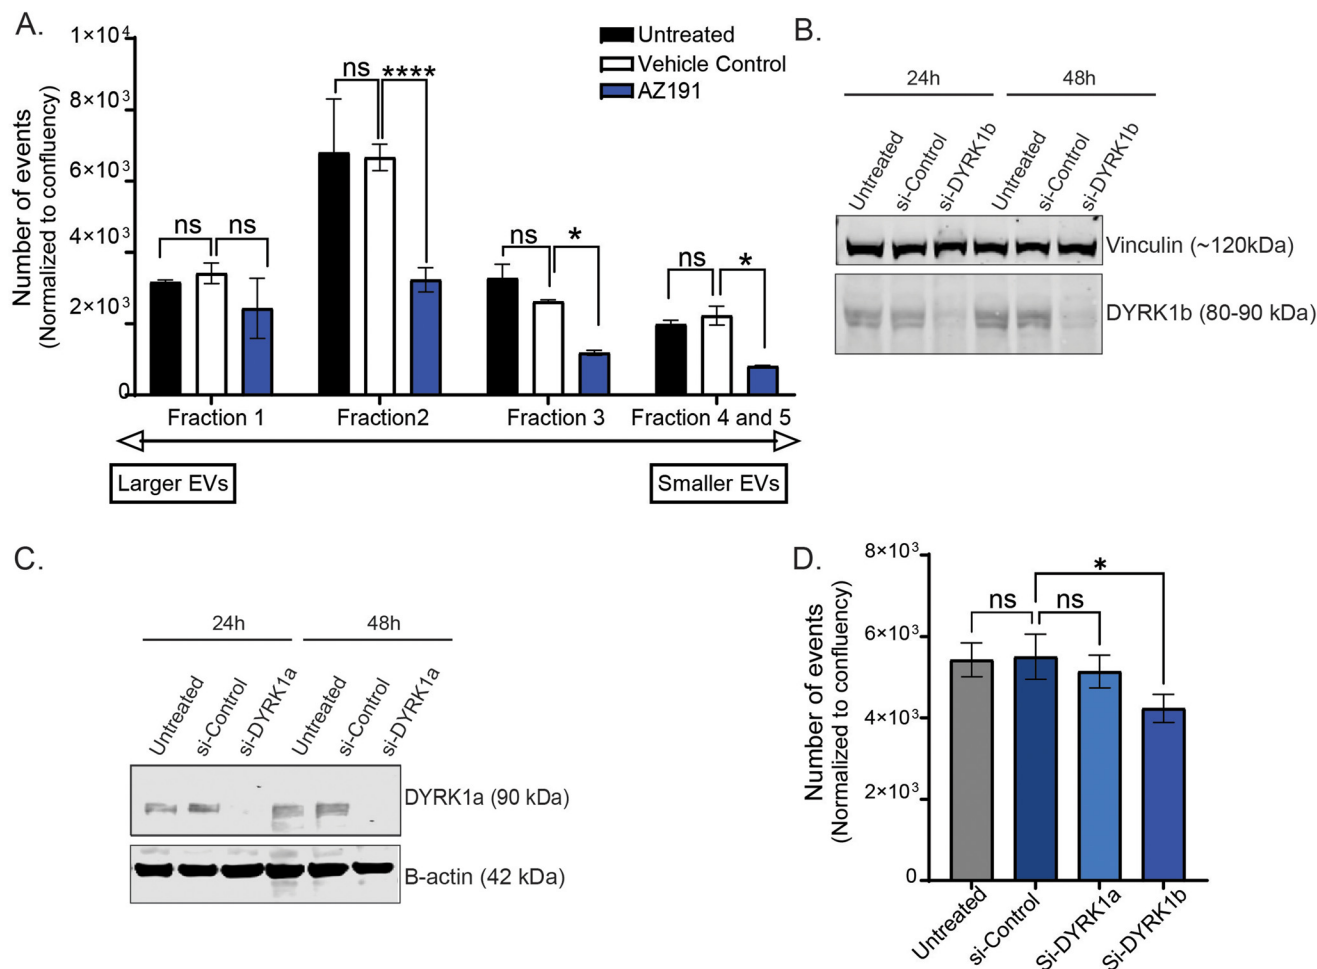 A.
1×10⁴
8×10³
6×10³
4×10³
2×10³
0
Number of events
(Normalized to confluency)
Untreated
Vehicle Control
AZ191
ns
ns
ns
****
ns
*
ns
*
Fraction 1
Fraction2
Fraction 3
Fraction 4 and 5
Larger EVs
Smaller EVs
B.
24h
48h
Untreated
si-Control
si-DYRK1b
Untreated
si-Control
si-DYRK1b
Vinculin (~120kDa)
DYRK1b (80-90 kDa)
C.
24h
48h
Untreated
si-Control
si-DYRK1a
Untreated
si-Control
si-DYRK1a
DYRK1a (90 kDa)
B-actin (42 kDa)
D.
8×10³
6×10³
4×10³
2×10³
0
Number of events
(Normalized to confluency)
ns
ns
*
Untreated
si-Control
Si-DYRK1a
Si-DYRK1b